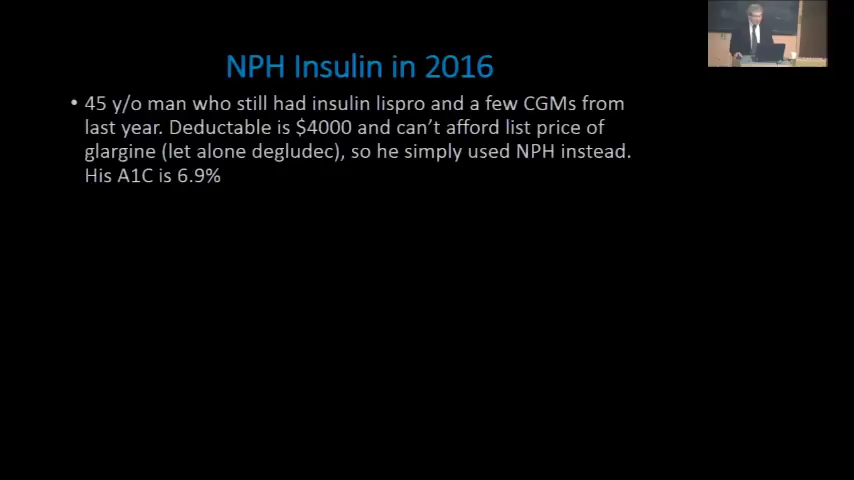 NPH Insulin in 2016
• 45 y/o man who still had insulin lispro and a few CGMs from
last year. Deductable is $4000 and can't afford list price of
glargine (let alone degludec), so he simply used NPH instead.
His A1C is 6.9%